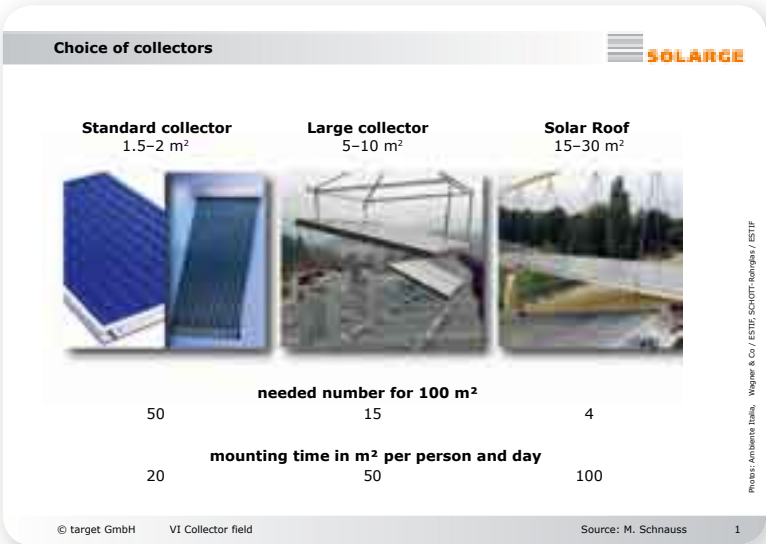 Choice of collectors
SOLARGE
Standard collector
1.5–2 m²
Large collector
5–10 m²
Solar Roof
15–30 m²
needed number for 100 m²
50 15 4
mounting time in m² per person and day
20 50 100
Photos: Ambiente Italia, Wagner & Co / ESTIF, SCHOTT-Rohrglas / ESTIF
© target GmbH VI Collector field Source: M. Schnauss 1